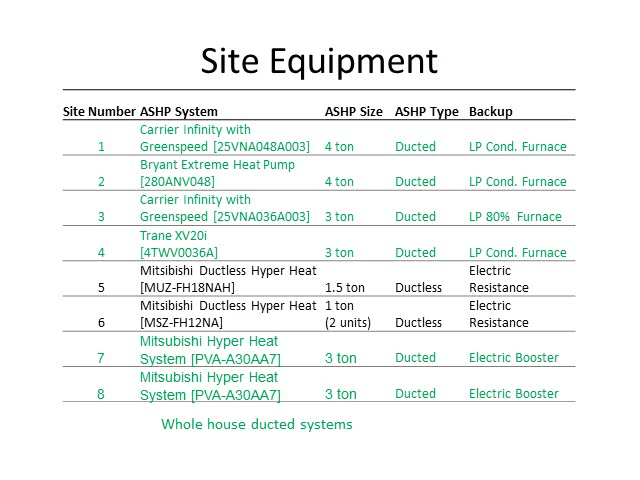 Site Equipment
Site Number ASHP System ASHP Size ASHP Type Backup
Carrier Infinity with
1 Greenspeed [25VNA048A003] 4 ton Ducted LP Cond. Furnace
Bryant Extreme Heat Pump
2 [280ANV048] 4 ton Ducted LP Cond. Furnace
Carrier Infinity with
3 Greenspeed [25VNA036A003] 3 ton Ducted LP 80% Furnace
Trane XV20i
4 [4TWV0036A] 3 ton Ducted LP Cond. Furnace
Mitsibishi Ductless Hyper Heat Electric
5 [MUZ-FH18NAH] 1.5 ton Ductless Resistance
Mitsibishi Ductless Hyper Heat 1 ton Electric
6 [MSZ-FH12NA] (2 units) Ductless Resistance
Mitsubishi Hyper Heat
7 System [PVA-A30AA7] 3 ton Ducted Electric Booster
Mitsubishi Hyper Heat
8 System [PVA-A30AA7] 3 ton Ducted Electric Booster
Whole house ducted systems